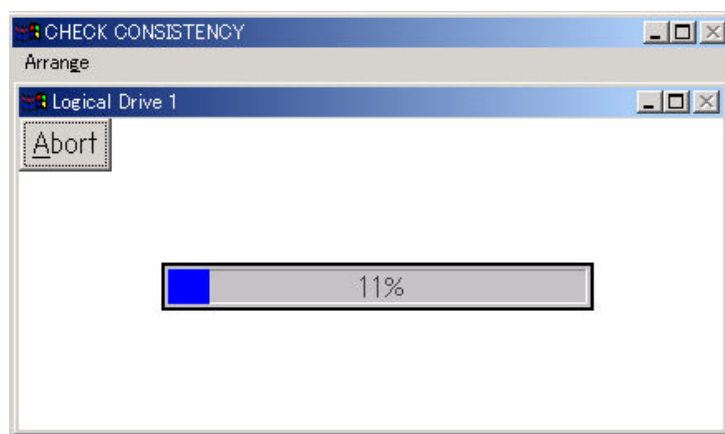 CHECK CONSISTENCY
Arrange
Logical Drive 1
Abort
11%